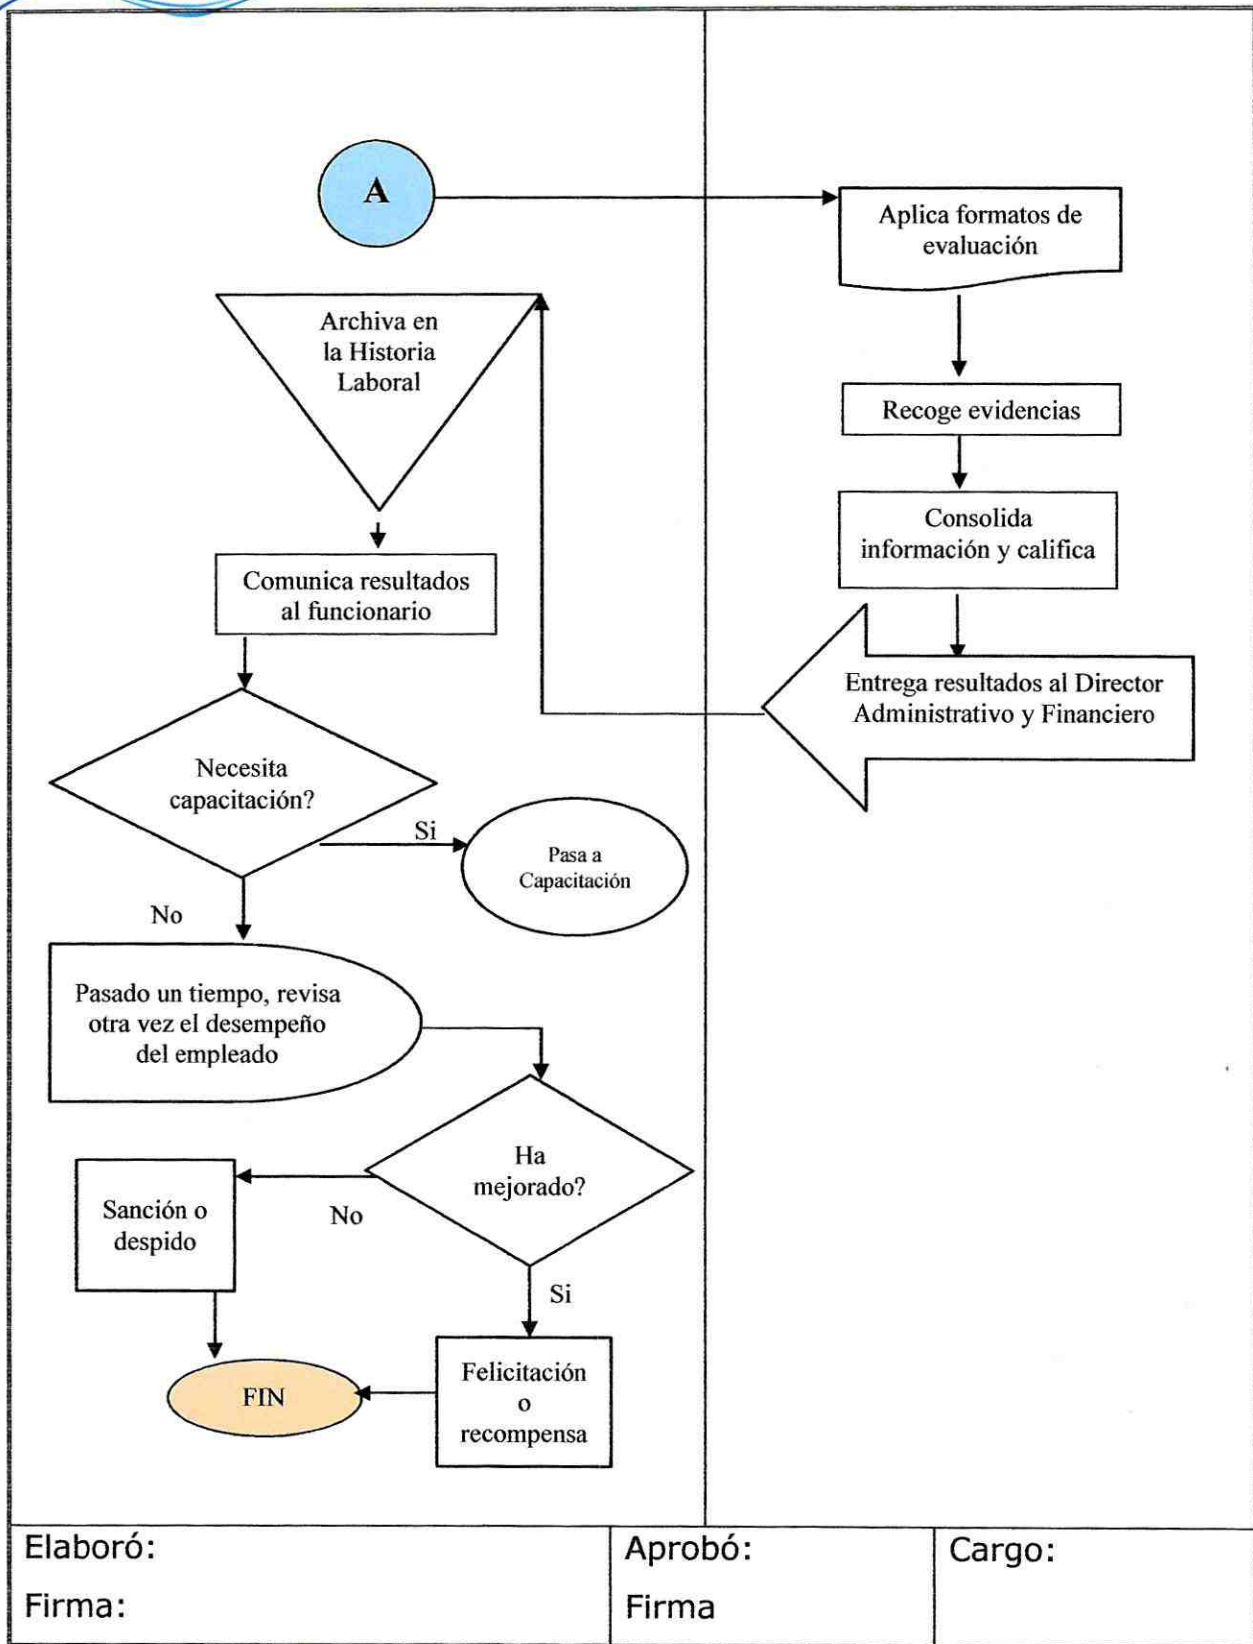 A
Aplica formatos de
evaluación
Archiva en
la Historia
Laboral
Recoge evidencias
Consolida
información y califica
Comunica resultados
al funcionario
Entrega resultados al Director
Administrativo y Financiero
Necesita
capacitación?
Si
Pasa a
Capacitación
No
Pasado un tiempo, revisa
otra vez el desempeño
del empleado
Ha
mejorado?
No
Sanción o
despido
Si
Felicitación
o
recompensa
FIN
Elaboró:
Firma:
Aprobó:
Firma
Cargo: